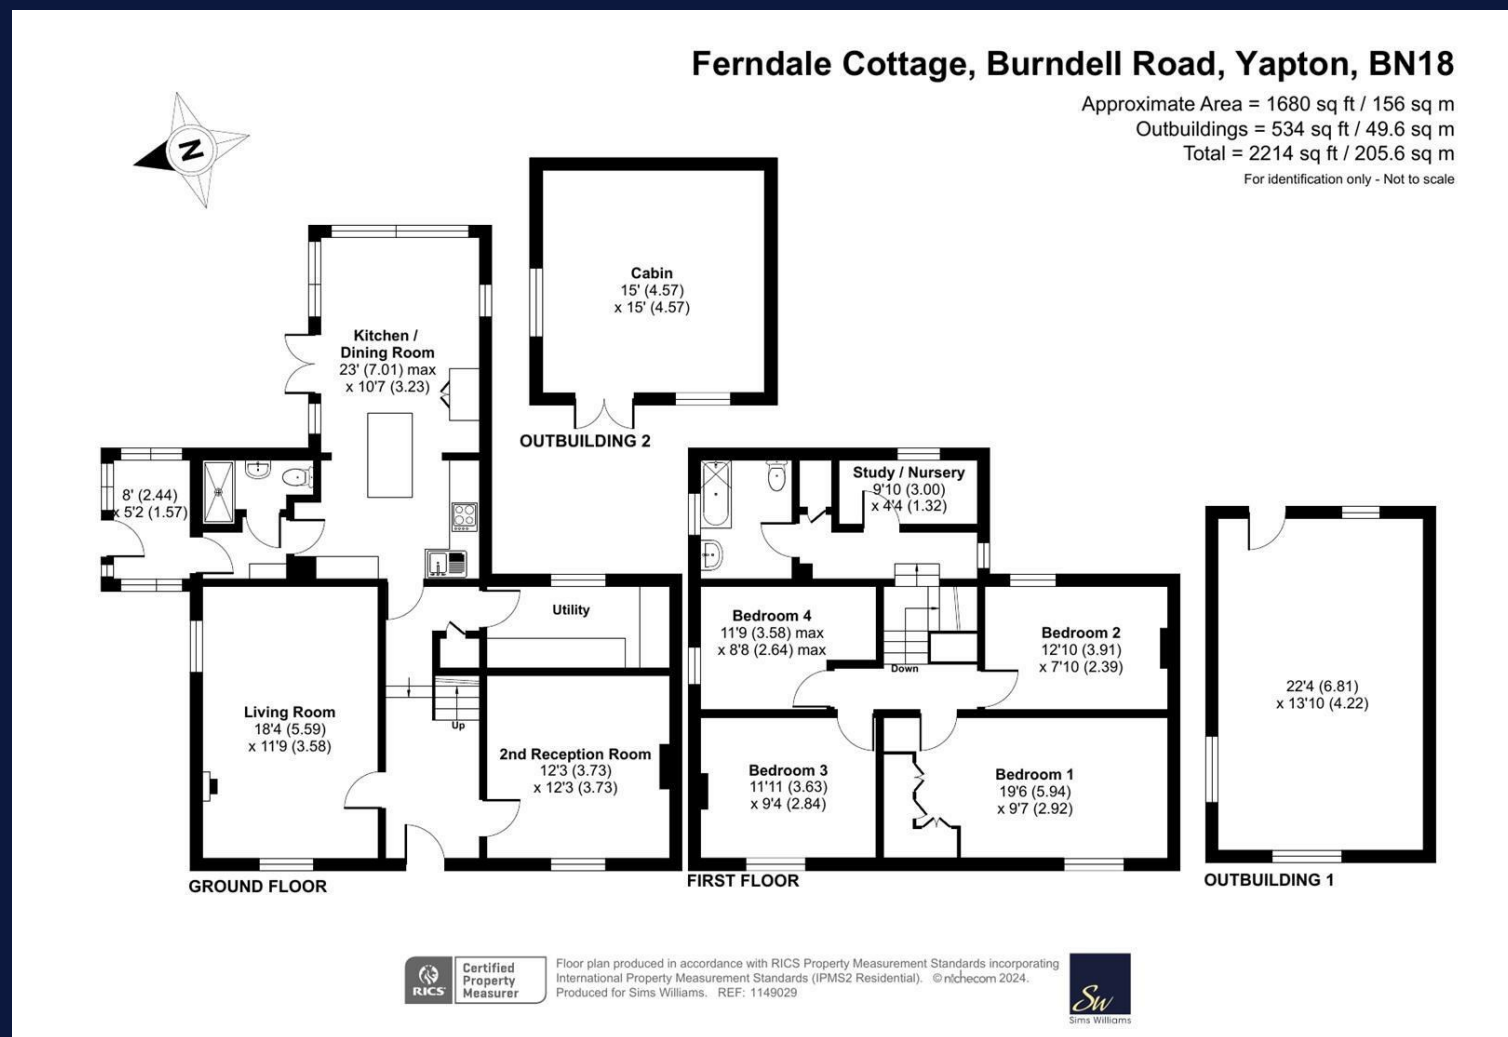 Ferndale Cottage, Burndell Road, Yapton, BN18
Approximate Area = 1680 sq ft / 156 sq m
Outbuildings = 534 sq ft / 49.6 sq m
Total = 2214 sq ft / 205.6 sq m
For identification only - Not to scale
N
Kitchen /
Dining Room
23' (7.01) max
x 10'7 (3.23)
Cabin
15' (4.57)
x 15' (4.57)
OUTBUILDING 2
8' (2.44)
x 5'2 (1.57)
Utility
Living Room
18'4 (5.59)
x 11'9 (3.58)
Up
2nd Reception Room
12'3 (3.73)
x 12'3 (3.73)
GROUND FLOOR
Study / Nursery
9'10 (3.00)
x 4'4 (1.32)
Bedroom 4
11'9 (3.58) max
x 8'8 (2.64) max
Down
Bedroom 2
12'10 (3.91)
x 7'10 (2.39)
Bedroom 3
11'11 (3.63)
x 9'4 (2.84)
Bedroom 1
19'6 (5.94)
x 9'7 (2.92)
FIRST FLOOR
22'4 (6.81)
x 13'10 (4.22)
OUTBUILDING 1
RICS
Certified
Property
Measurer
Floor plan produced in accordance with RICS Property Measurement Standards incorporating
International Property Measurement Standards (IPMS2 Residential). © nichecom 2024.
Produced for Sims Williams. REF: 1149029
Sw
Sims Williams